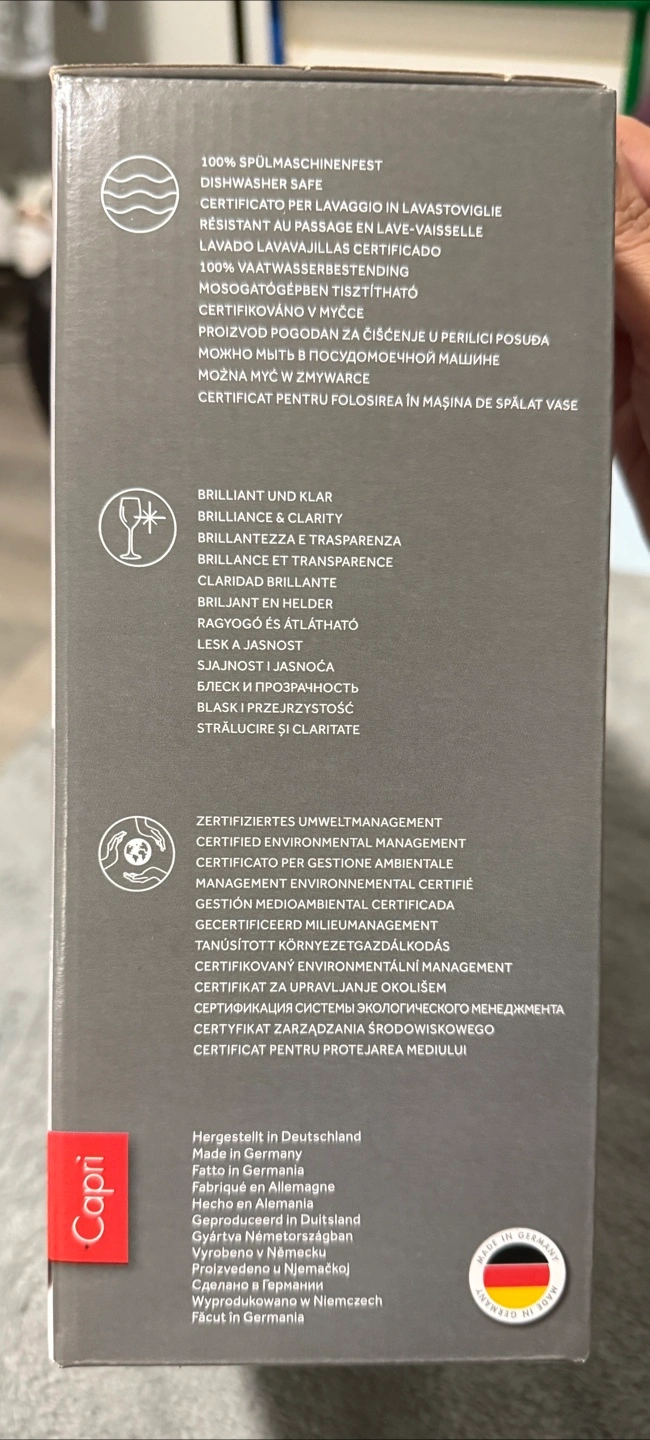 100% SPÜLMASCHINENFEST
DISHWASHER SAFE
CERTIFICATO PER LAVAGGIO IN LAVASTOVIGLIE
RÉSISTANT AU PASSAGE EN LAVE-VAISSELLE
LAVADO LAVAVAJILLAS CERTIFICADO
100% VAATWASSERBESTENDING
MOSOGATÓGÉPBEN TISZTÍTHATÓ
CERTIFIKOVÁNO V MYČCE
PROIZVOD POGODAN ZA ČIŠĆENJE U PERILICI POSUĐA
МОЖНО МЫТЬ В ПОСУДОМОЕЧНОЙ МАШИНЕ
MOŻNA MYĆ W ZMYWARCE
CERTIFICAT PENTRU FOLOSIREA ÎN MAŞINA DE SPĂLAT VASE
BRILLIANT UND KLAR
BRILLIANCE & CLARITY
BRILLANTEZZA E TRASPARENZA
BRILLANCE ET TRANSPARENCE
CLARIDAD BRILLANTE
BRILJANT EN HELDER
RAGYOGÓ ÉS ÁTLÁTHATÓ
LESK A JASNOST
SJAJNOST I JASNOĆA
БЛЕСК И ПРОЗРАЧНОСТЬ
BLASK I PRZEJRZYSTOŚĆ
STRĂLUCIRE ŞI CLARITATE
ZERTIFIZIERTES UMWELTMANAGEMENT
CERTIFIED ENVIRONMENTAL MANAGEMENT
CERTIFICATO PER GESTIONE AMBIENTALE
MANAGEMENT ENVIRONNEMENTAL CERTIFIÉ
GESTIÓN MEDIOAMBIENTAL CERTIFICADA
GECERTIFICEERD MILIEUMANAGEMENT
TANÚSÍTOTT KÖRNYEZETGAZDÁLKODÁS
CERTIFIKOVANÝ ENVIRONMENTÁLNÍ MANAGEMENT
CERTIFIKAT ZA UPRAVLJANJE OKOLIŠEM
СЕРТИФИКАЦИЯ СИСТЕМЫ ЭКОЛОГИЧЕСКОГО МЕНЕДЖМЕНТА
CERTYFIKAT ZARZĄDZANIA ŚRODOWISKOWEGO
CERTIFICAT PENTRU PROTEJAREA MEDIULUI
Hergestellt in Deutschland
Made in Germany
Fatto in Germania
Fabriqué en Allemagne
Hecho en Alemania
Geproduceerd in Duitsland
Gyártva Németországban
Vyrobeno v Německu
Proizvedeno u Njemačkoj
Сделано в Германии
Wyprodukowano w Niemczech
Făcut în Germania
Capri
MADE IN GERMANY
MADE IN GERMANY